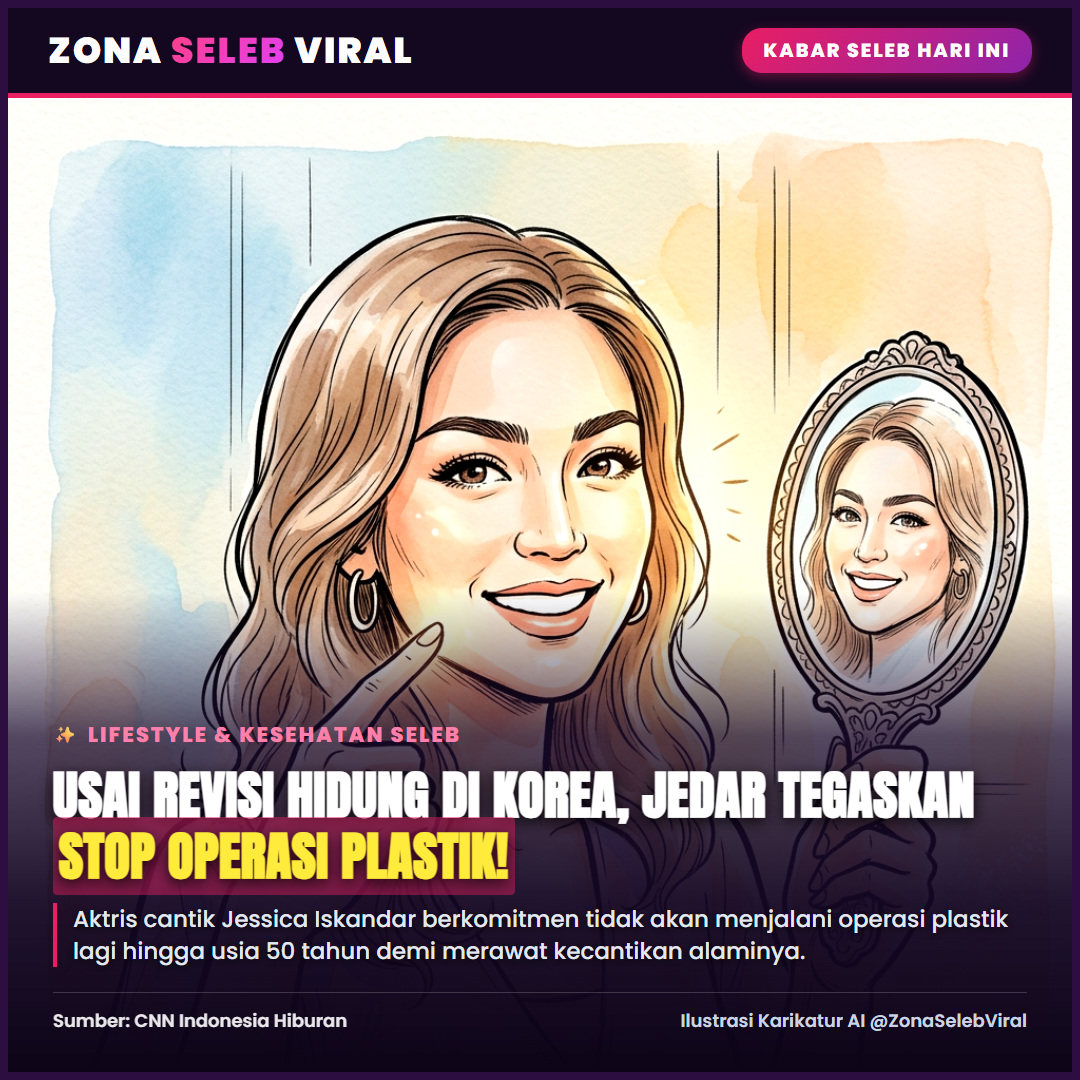 ZONA SELEB VIRAL
KABAR SELEB HARI INI
✨ LIFESTYLE & KESEHATAN SELEB
USAI REVISI HIDUNG DI KOREA, JEDAR TEGASKAN
STOP OPERASI PLASTIK!
Aktris cantik Jessica Iskandar berkomitmen tidak akan menjalani operasi plastik
lagi hingga usia 50 tahun demi merawat kecantikan alaminya.
Sumber: CNN Indonesia Hiburan
Ilustrasi Karikatur AI @ZonaSelebViral